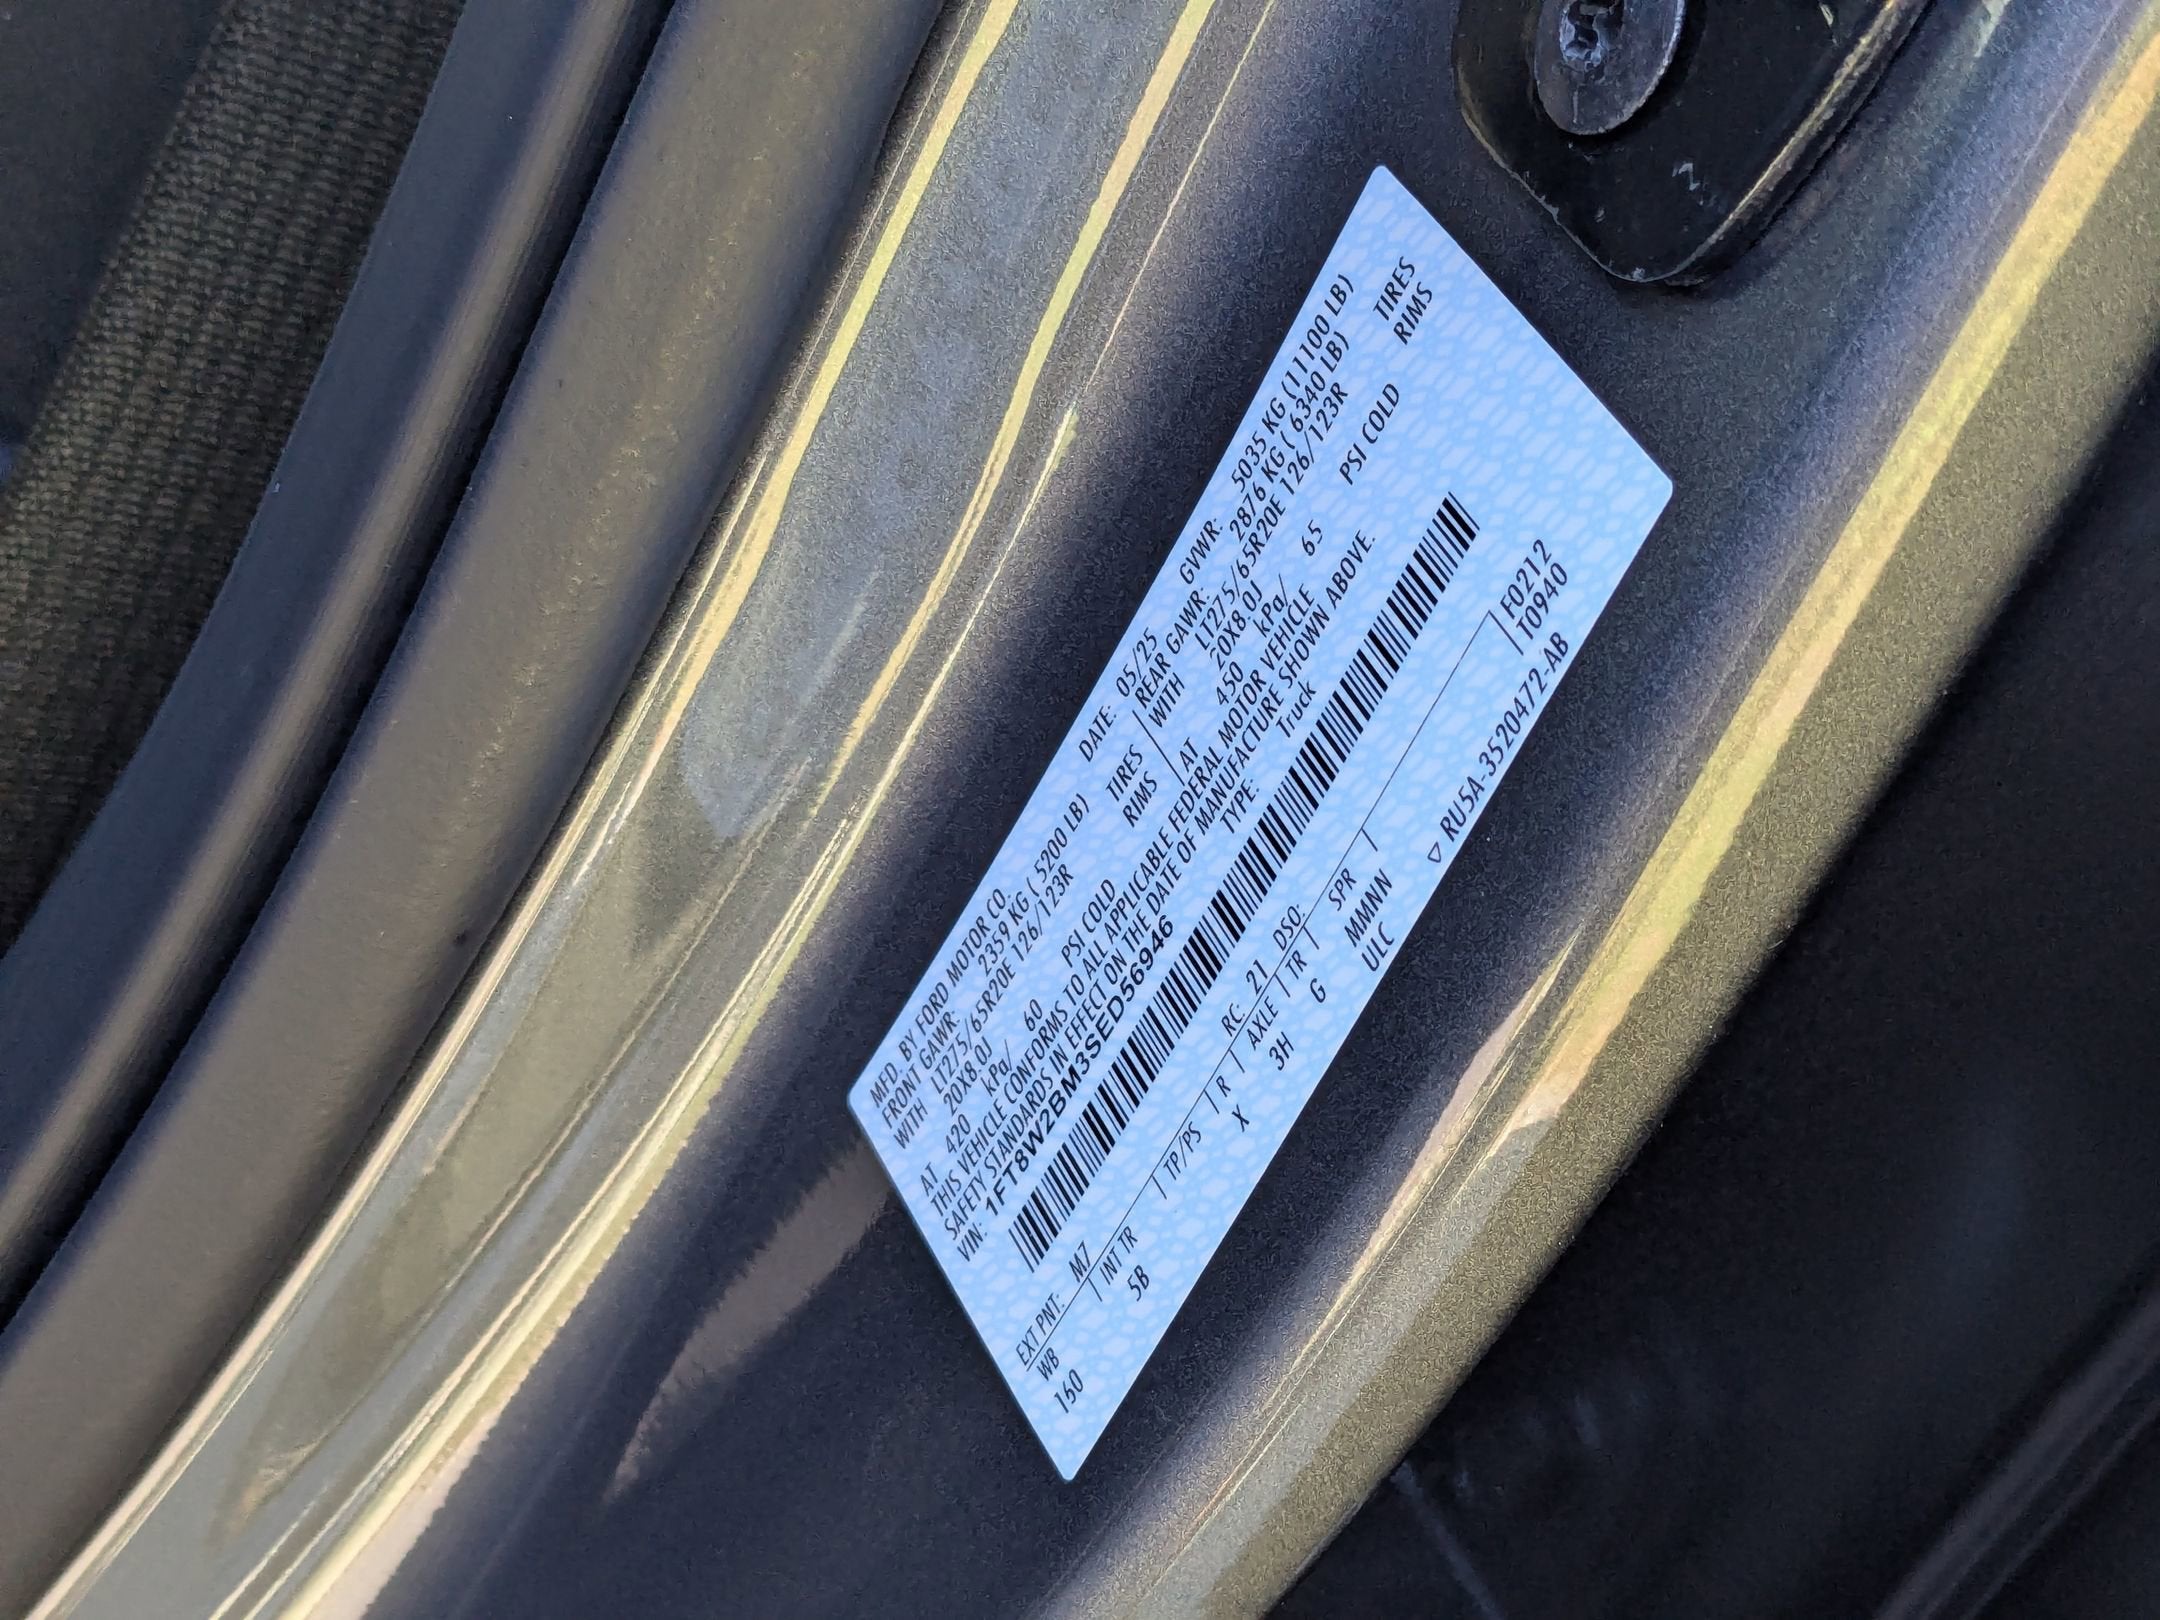 MFD. BY FORD MOTOR CO. DATE: 05/25 GVWR: 5035 KG (11100 LB)
FRONT GAWR: 2359 KG ( 5200 LB) REAR GAWR: 2876 KG ( 6340 LB)
WITH LT275/65R20E 126/123R TIRES WITH LT275/65R20E 126/123R TIRES
20X8.0J RIMS 20X8.0J RIMS
AT 420 kPa/ 60 PSI COLD AT 450 kPa/ 65 PSI COLD
THIS VEHICLE CONFORMS TO ALL APPLICABLE FEDERAL MOTOR VEHICLE
SAFETY STANDARDS IN EFFECT ON THE DATE OF MANUFACTURE SHOWN ABOVE.
VIN: 1FT8W2BM3SED56946 TYPE: Truck
EXT PNT: M7 RC: 21 DSO: F0212
WB INT TR TP/PS R AXLE TR SPR T0940
160 5B X 3H G MMNN
ULC
▽ RU5A-3520472-AB